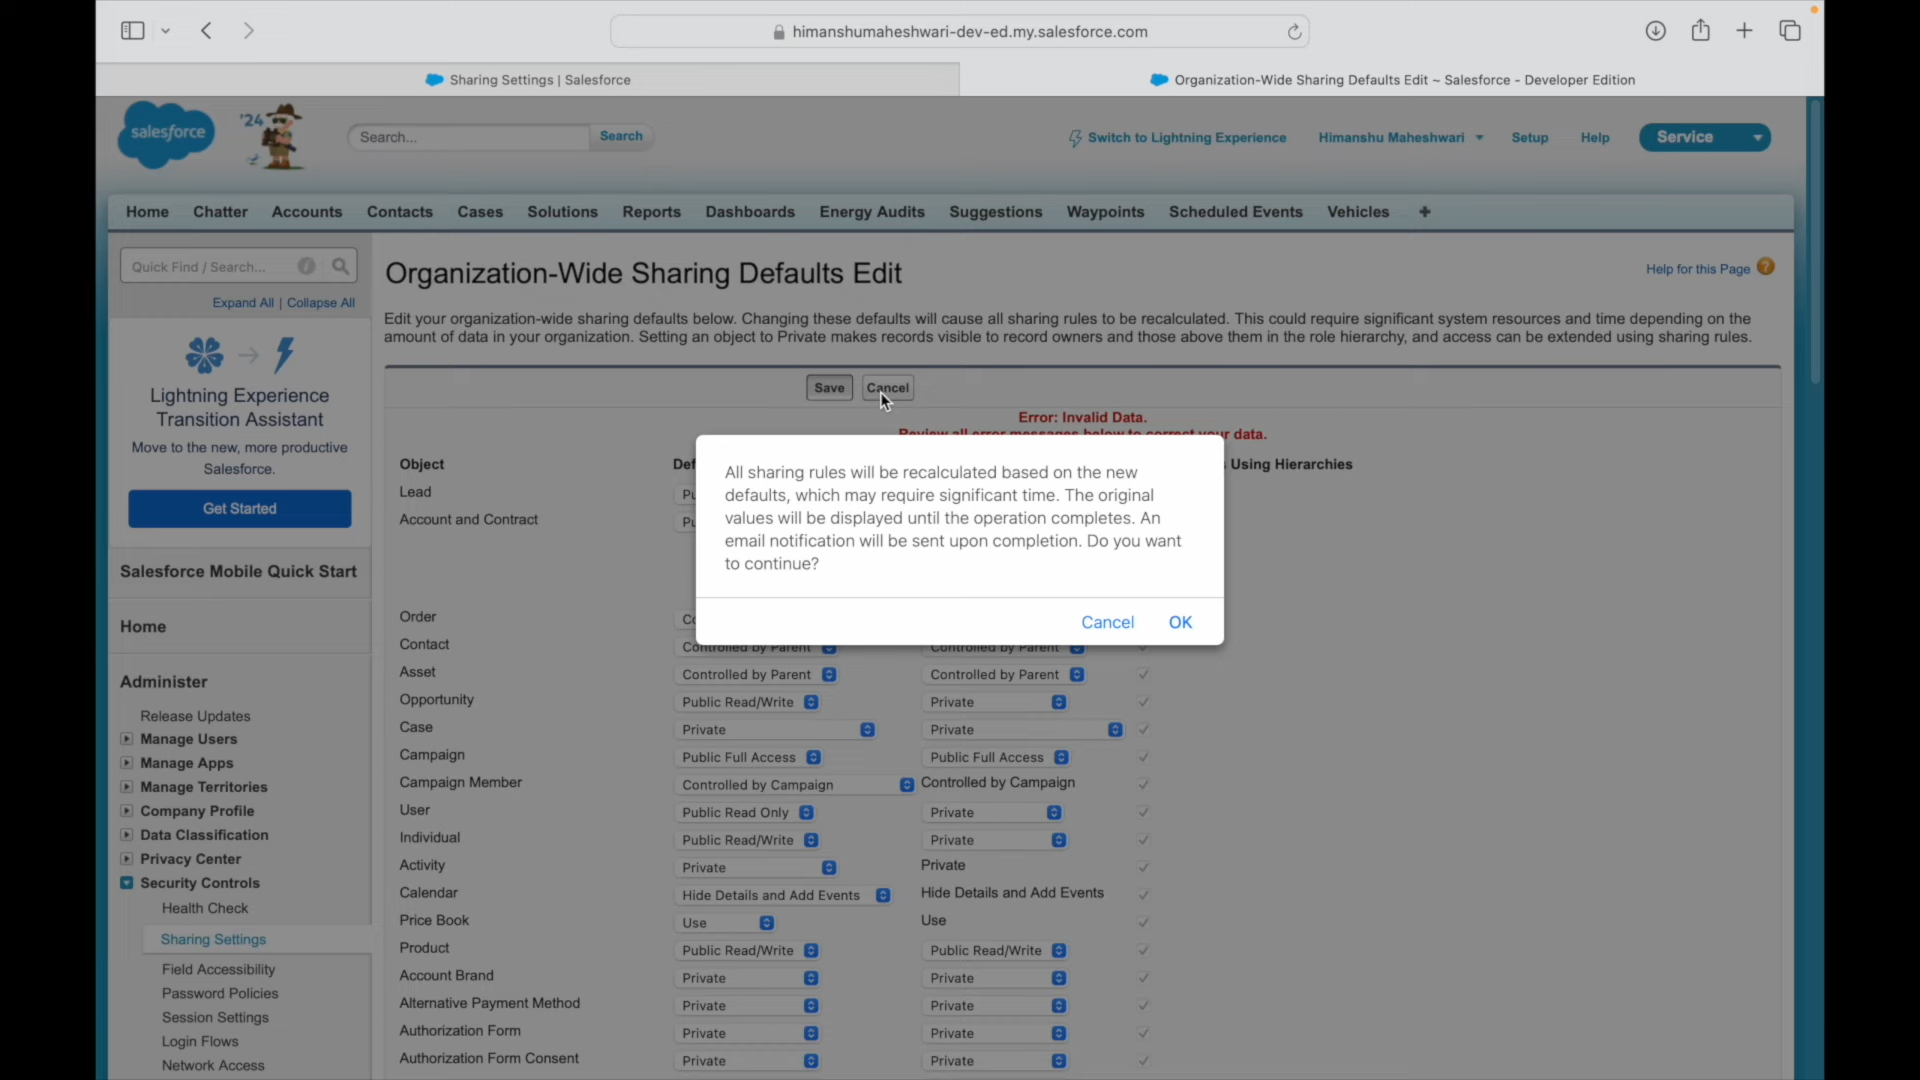 himanshumaheshwari-dev-ed.my.salesforce.com
Sharing Settings | Salesforce
Organization-Wide Sharing Defaults Edit ~ Salesforce - Developer Edition
salesforce
'24
Search...
Search
Switch to Lightning Experience
Himanshu Maheshwari
Setup
Help
Service
Home
Chatter
Accounts
Contacts
Cases
Solutions
Reports
Dashboards
Energy Audits
Suggestions
Waypoints
Scheduled Events
Vehicles
+
Quick Find / Search...
Expand All | Collapse All
Lightning Experience
Transition Assistant
Move to the new, more productive
Salesforce.
Get Started
Salesforce Mobile Quick Start
Home
Administer
Release Updates
Manage Users
Manage Apps
Manage Territories
Company Profile
Data Classification
Privacy Center
Security Controls
Health Check
Sharing Settings
Field Accessibility
Password Policies
Session Settings
Login Flows
Network Access
Organization-Wide Sharing Defaults Edit
Help for this Page ?
Edit your organization-wide sharing defaults below. Changing these defaults will cause all sharing rules to be recalculated. This could require significant system resources and time depending on the
amount of data in your organization. Setting an object to Private makes records visible to record owners and those above them in the role hierarchy, and access can be extended using sharing rules.
Save
Cancel
Error: Invalid Data.
Review all error messages below to correct your data.
Object
Using Hierarchies
Lead
Account and Contract
All sharing rules will be recalculated based on the new
defaults, which may require significant time. The original
values will be displayed until the operation completes. An
email notification will be sent upon completion. Do you want
to continue?
Cancel
OK
Order
Contact Controlled by Parent Controlled by Parent
Asset Controlled by Parent Controlled by Parent
Opportunity Public Read/Write Private
Case Private Private
Campaign Public Full Access Public Full Access
Campaign Member Controlled by Campaign Controlled by Campaign
User Public Read Only Private
Individual Public Read/Write Private
Activity Private Private
Calendar Hide Details and Add Events Hide Details and Add Events
Price Book Use Use
Product Public Read/Write Public Read/Write
Account Brand Private Private
Alternative Payment Method Private Private
Authorization Form Private Private
Authorization Form Consent Private Private